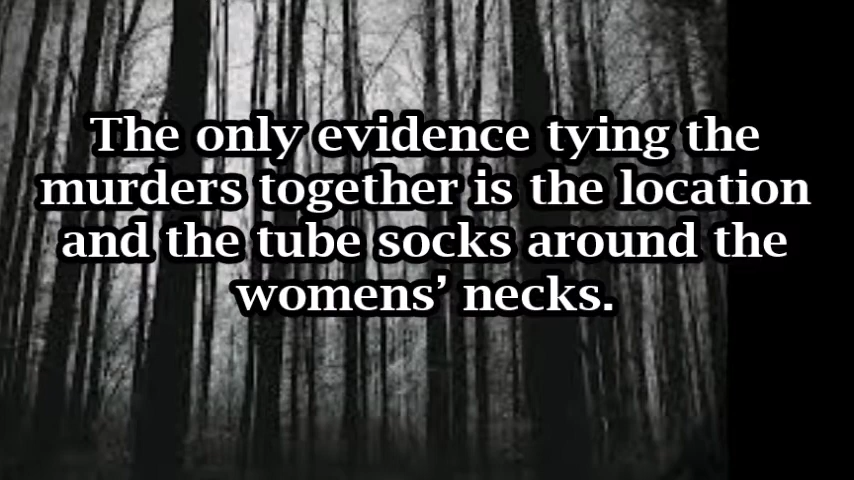 The only evidence tying the
murders together is the location
and the tube socks around the
womens’ necks.